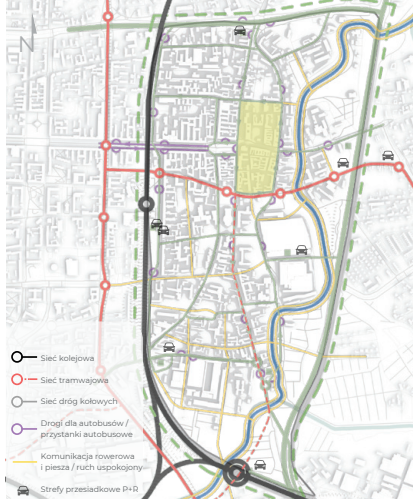 N
Sieć kolejowa
Sieć tramwajowa
Sieć dróg kołowych
Drogi dla autobusów /
przystanki autobusowe
Komunikacja rowerowa
i piesza / ruch uspokojony
Strefy przesiadkowe P+R